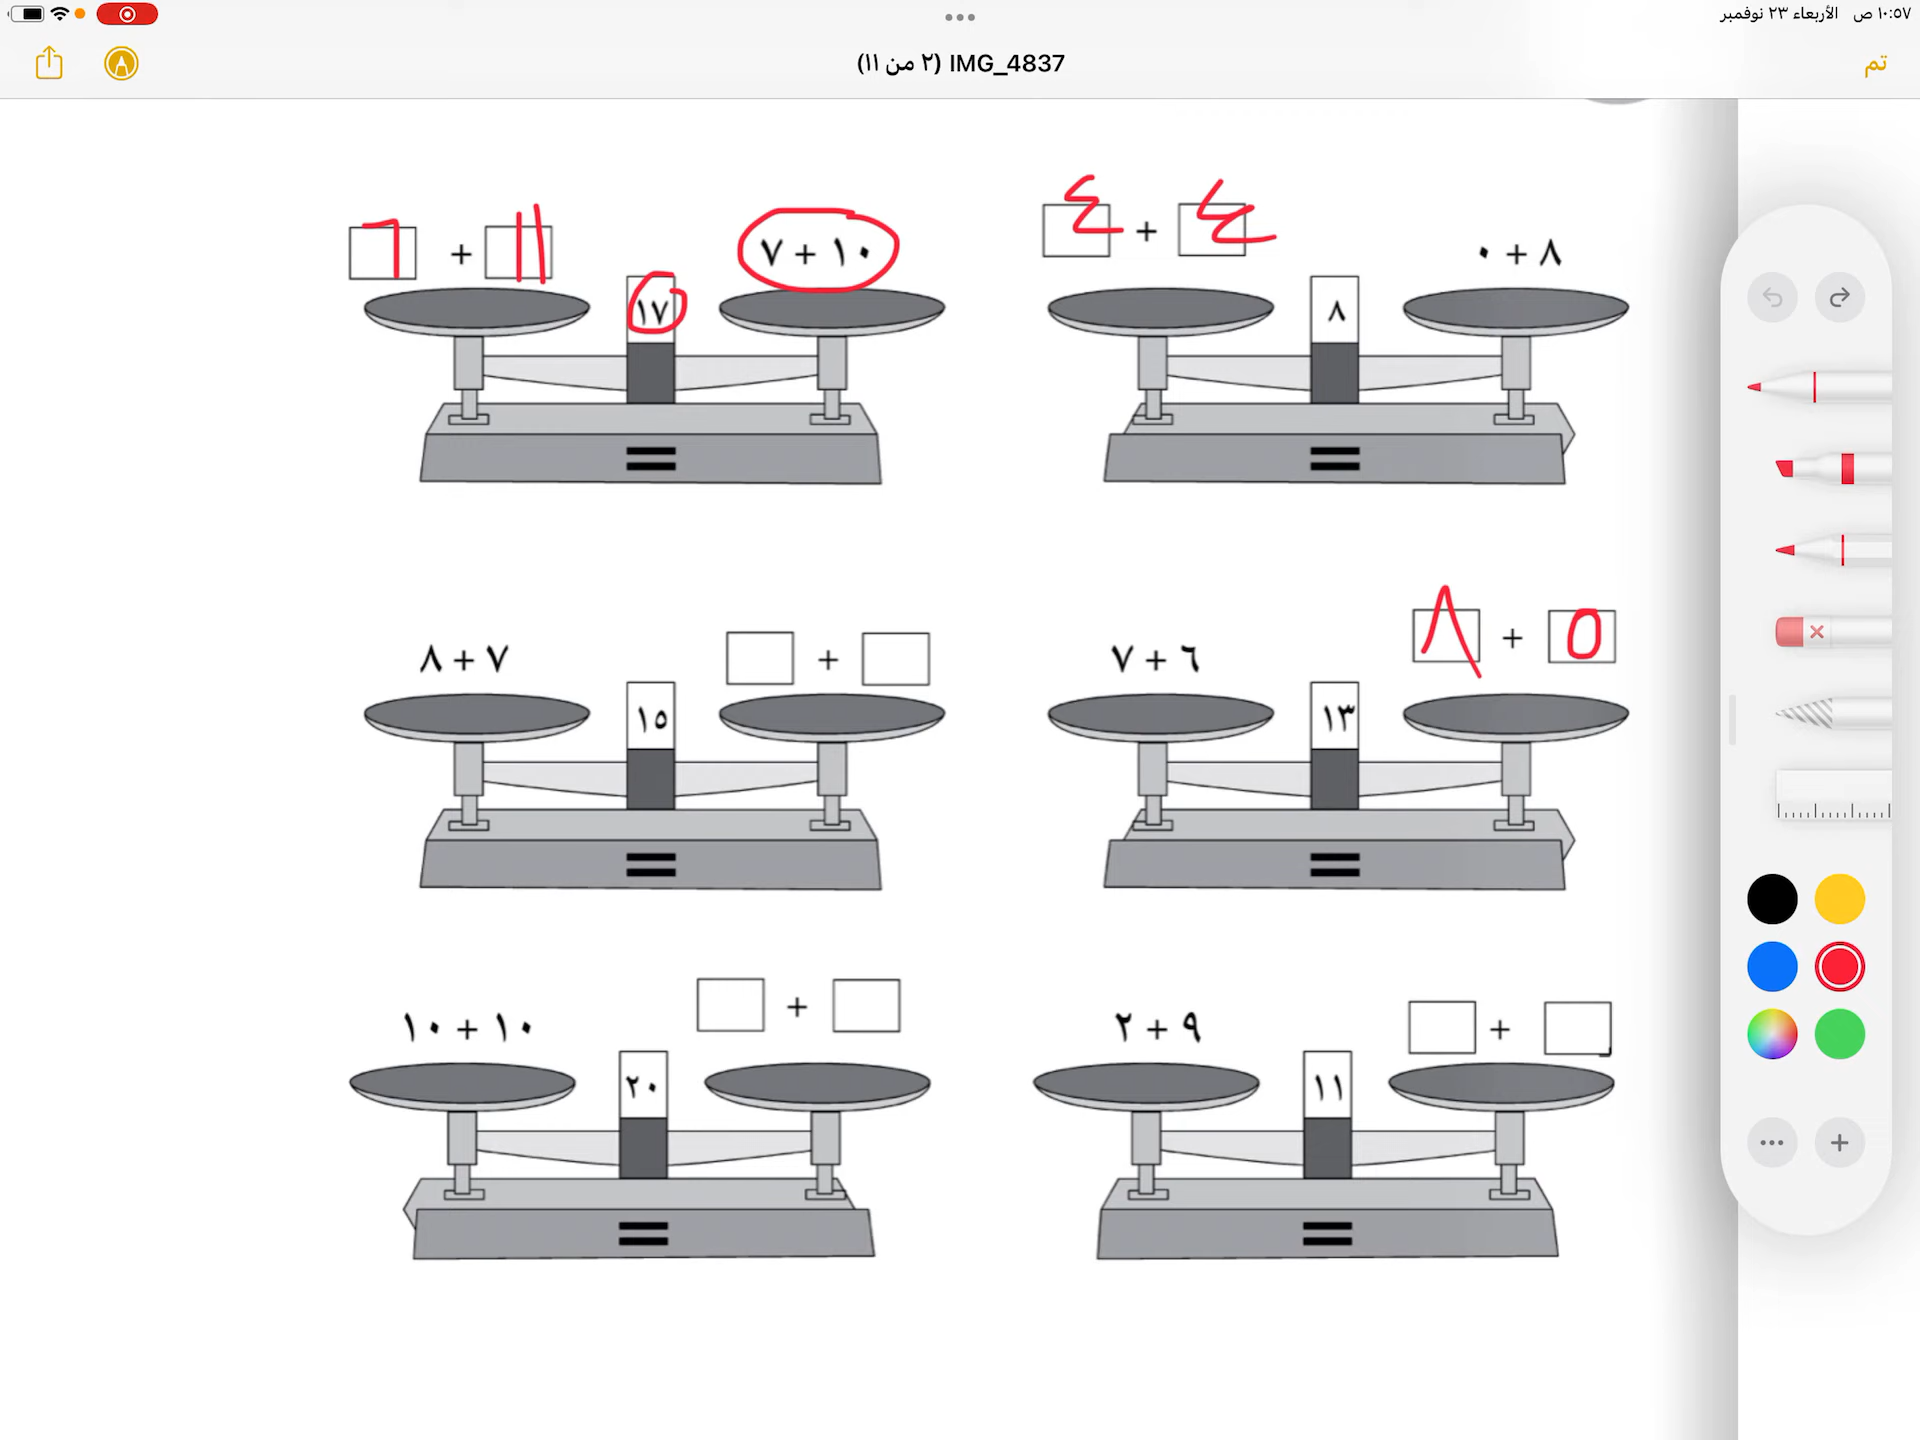 ١٠:٥٧ ص الأربعاء ٢٣ نوفمبر
تم
IMG_4837 (٢ من ١١)
٤ + ٤
٠ + ٨
٨
=
٦ + ١١
٧ + ١٠
١٧
=
٧ + ٦
٨ + ٥
١٣
=
٨ + ٧
+
١٥
=
٢ + ٩
+
١١
=
١٠ + ١٠
+
٢٠
=